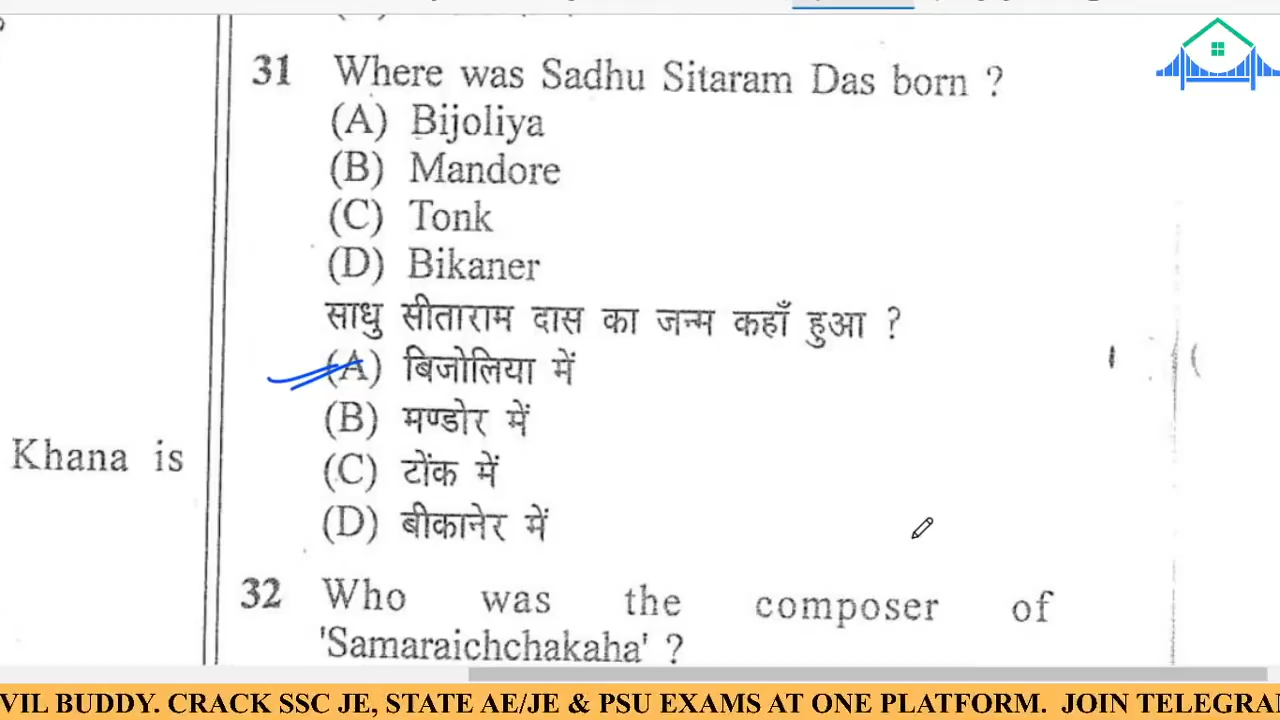 31 Where was Sadhu Sitaram Das born ?
(A) Bijoliya
(B) Mandore
(C) Tonk
(D) Bikaner
साधु सीताराम दास का जन्म कहाँ हुआ ?
(A) बिजोलिया में
(B) मण्डोर में
(C) टोंक में
(D) बीकानेर में
Khana is
32 Who was the composer of
'Samaraichchakaha' ?
VIL BUDDY. CRACK SSC JE, STATE AE/JE & PSU EXAMS AT ONE PLATFORM. JOIN TELEGRA